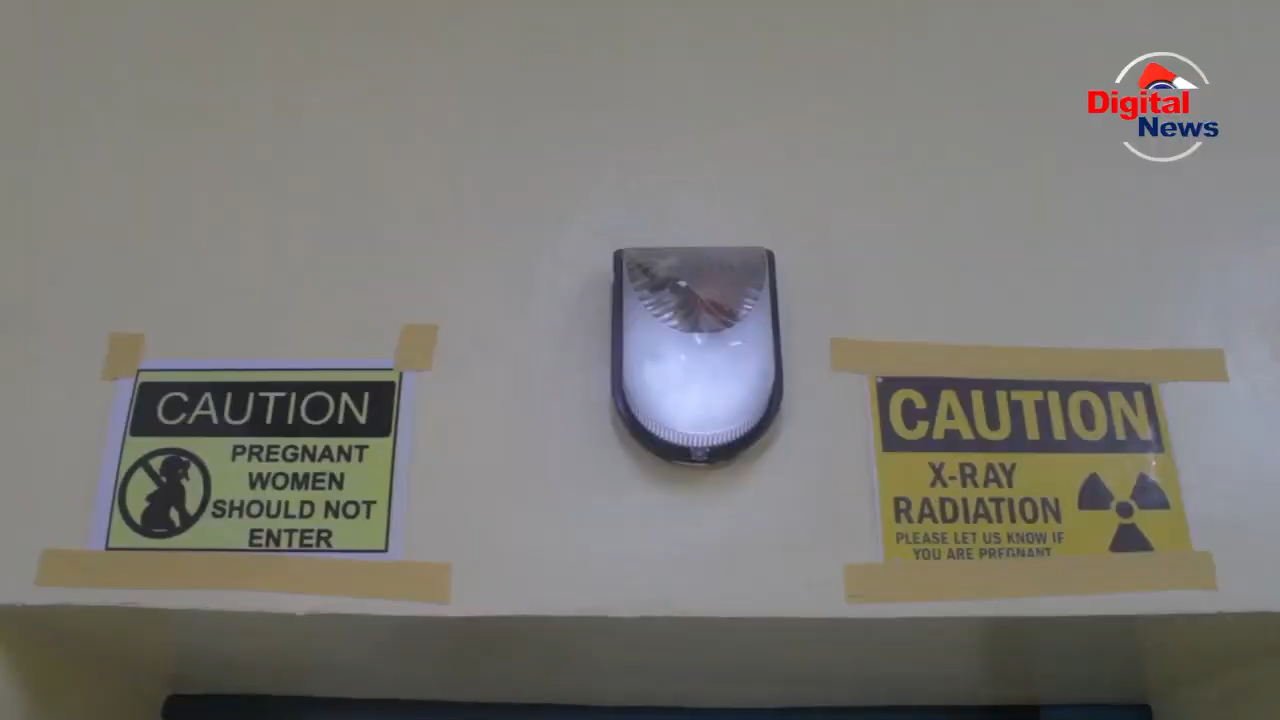 Digital
News
CAUTION
PREGNANT
WOMEN
SHOULD NOT
ENTER
CAUTION
X-RAY
RADIATION
PLEASE LET US KNOW IF
YOU ARE PREGNANT